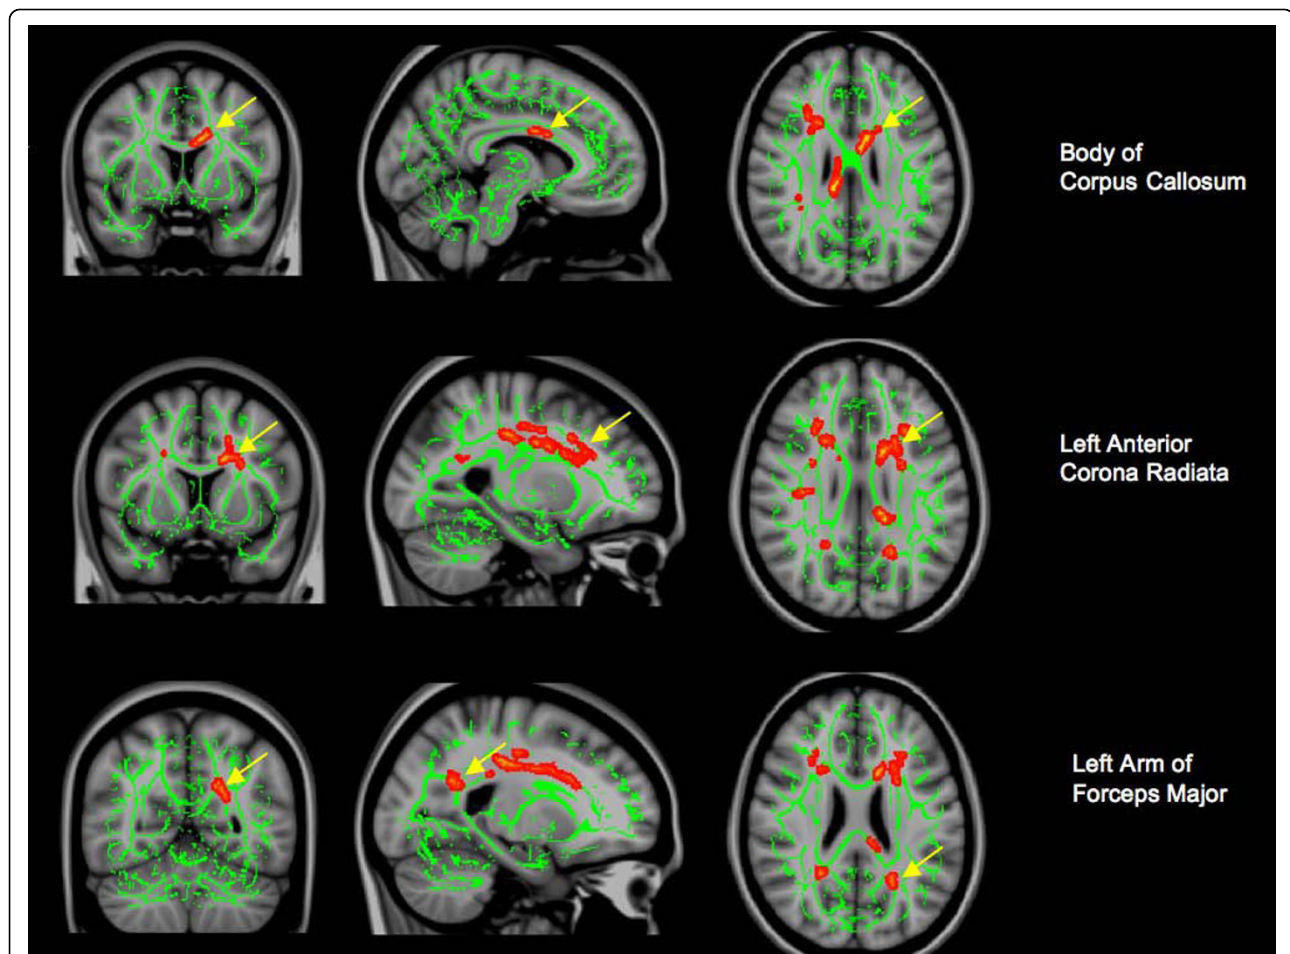 Body of
Corpus Callosum
Left Anterior
Corona Radiata
Left Arm of
Forceps Major